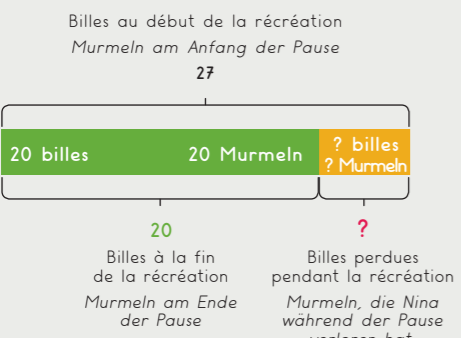 Billes au début de la récréation
Murmeln am Anfang der Pause
27
20 billes 20 Murmeln ? billes
? Murmeln
20
Billes à la fin
de la récréation
Murmeln am Ende
der Pause
?
Billes perdues
pendant la récréation
Murmeln, die Nina
während der Pause
verloren hat